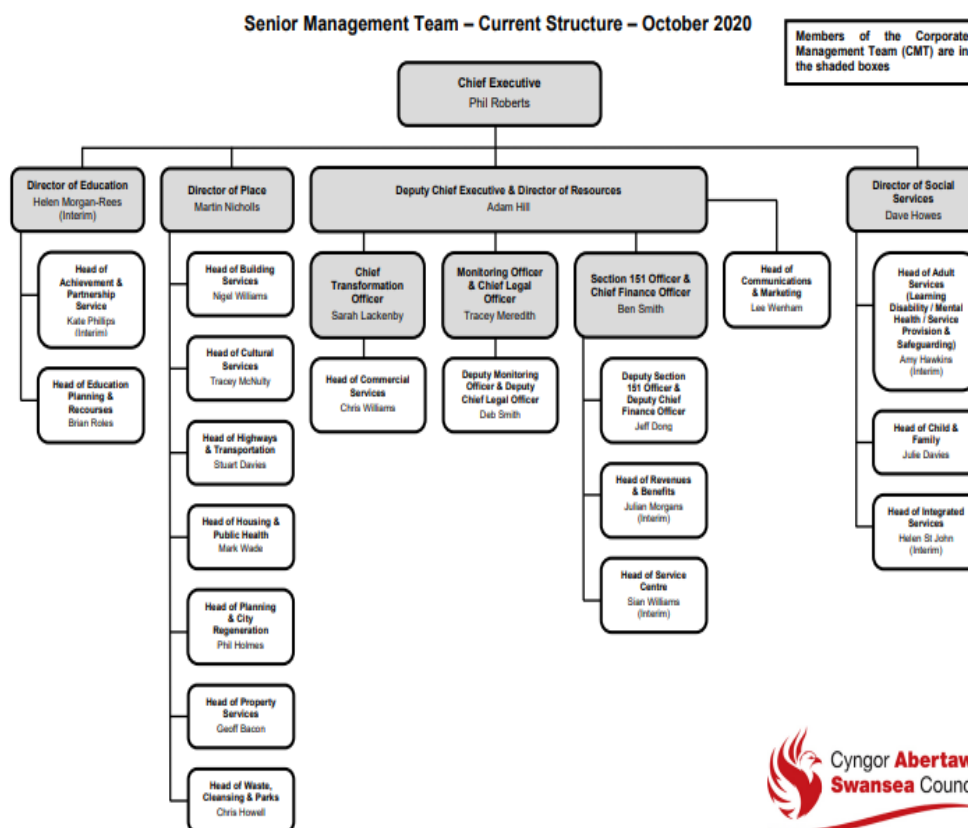 Senior Management Team – Current Structure – October 2020
Members of the Corporate
Management Team (CMT) are in
the shaded boxes
Chief Executive
Phil Roberts
Director of Education
Helen Morgan-Rees
(Interim)
Director of Place
Martin Nicholls
Deputy Chief Executive & Director of Resources
Adam Hill
Director of Social
Services
Dave Howes
Head of
Achievement &
Partnership
Service
Kate Phillips
(Interim)
Head of Education
Planning &
Recourses
Brian Roles
Head of Building
Services
Nigel Williams
Head of Cultural
Services
Tracey McNulty
Head of Highways
& Transportation
Stuart Davies
Head of Housing &
Public Health
Mark Wade
Head of Planning
& City
Regeneration
Phil Holmes
Head of Property
Services
Geoff Bacon
Head of Waste,
Cleansing & Parks
Chris Howell
Chief
Transformation
Officer
Sarah Lackenby
Head of Commercial
Services
Chris Williams
Monitoring Officer
& Chief Legal
Officer
Tracey Meredith
Deputy Monitoring
Officer & Deputy
Chief Legal Officer
Deb Smith
Section 151 Officer &
Chief Finance Officer
Ben Smith
Deputy Section
151 Officer &
Deputy Chief
Finance Officer
Jeff Dong
Head of Revenues
& Benefits
Julian Morgans
(Interim)
Head of Service
Centre
Sian Williams
(Interim)
Head of
Communications
& Marketing
Lee Wenham
Head of Adult
Services
(Learning
Disability / Mental
Health / Service
Provision &
Safeguarding)
Amy Hawkins
(Interim)
Head of Child &
Family
Julie Davies
Head of Integrated
Services
Helen St John
(Interim)
Cyngor Abertaw
Swansea Counc